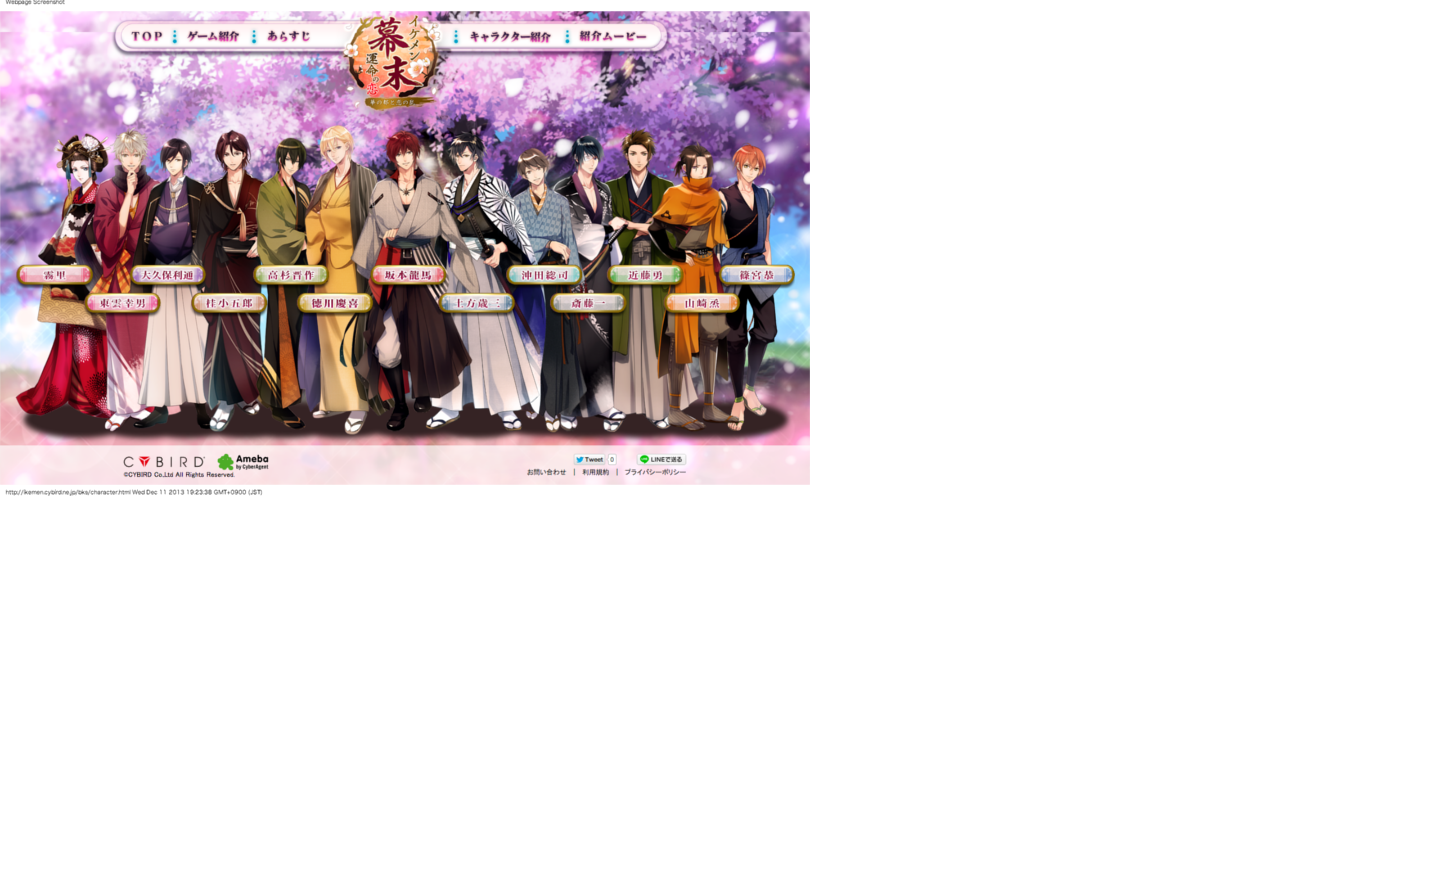 Webpage Screenshot
TOP
ゲーム紹介
あらすじ
イケメン
幕末
運命の恋
キャラクター紹介
紹介ムービー
霧里
大久保利通
高杉晋作
坂本龍馬
沖田総司
近藤勇
篠宮恭
東雲幸男
桂小五郎
徳川慶喜
土方歳三
斎藤一
山崎烝
CYBIRD
Ameba
by CyberAgent
©CYBIRD Co.,Ltd All Rights Reserved.
Tweet 0
LINEで送る
お問い合わせ | 利用規約 | プライバシーポリシー
http://ikemen.cybird.ne.jp/bks/character.html Wed Dec 11 2013 19:23:38 GMT+0900 (JST)